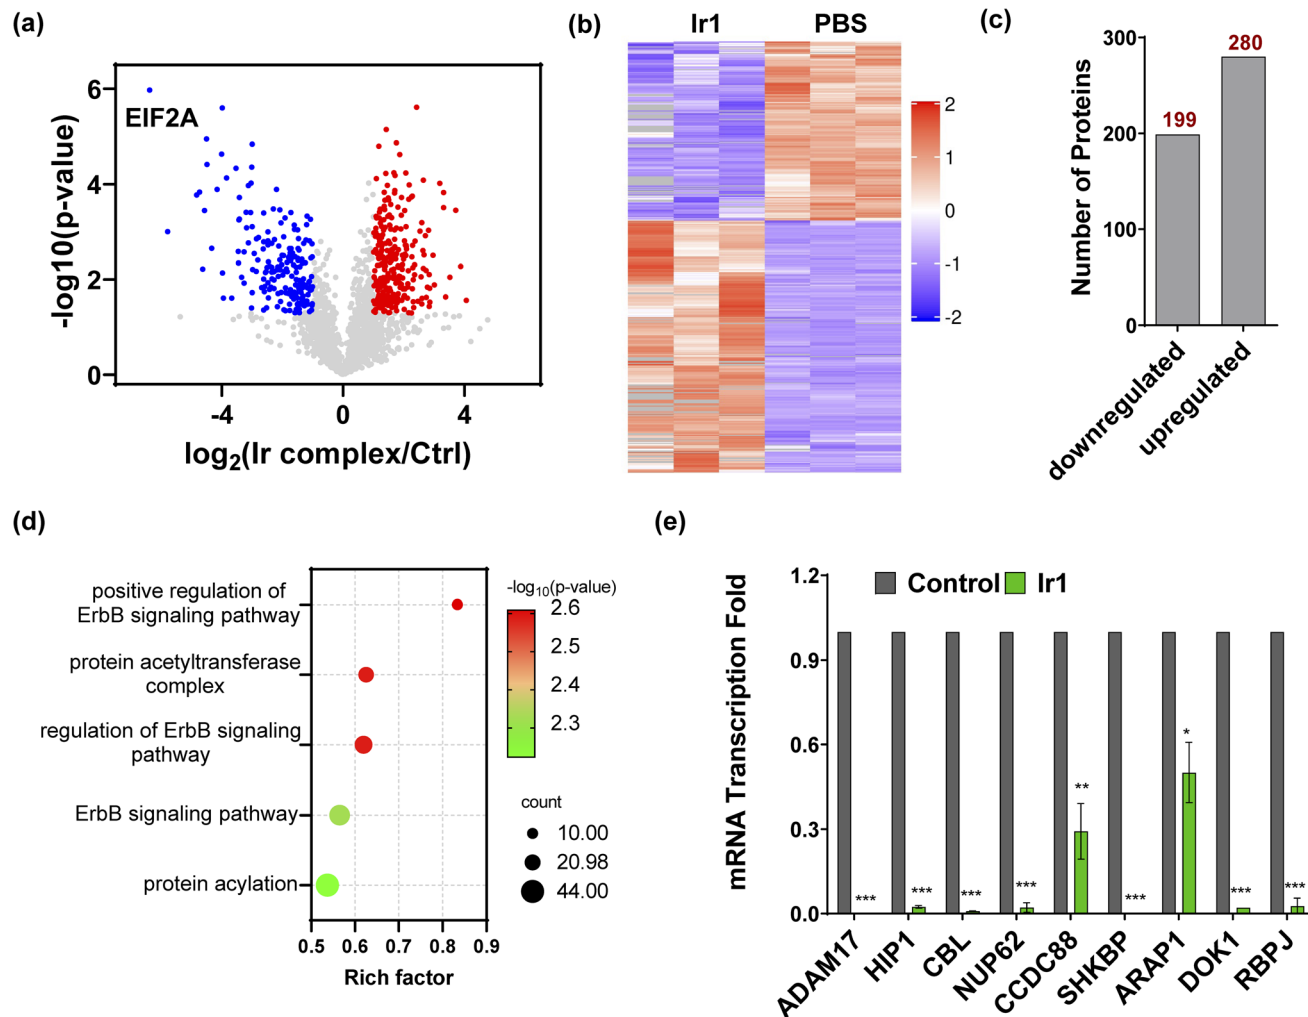 (a)
6
4
2
0
-4
0
4
EIF2A
-log10(p-value)
log2(Ir complex/Ctrl)
(b)
Ir1
PBS
2
1
0
-1
-2
(c)
300
200
100
0
Number of Proteins
199
280
downregulated
upregulated
(d)
positive regulation of
ErbB signaling pathway
protein acetyltransferase
complex
regulation of ErbB signaling
pathway
ErbB signaling pathway
protein acylation
0.5
0.6
0.7
0.8
0.9
Rich factor
-log10(p-value)
2.6
2.5
2.4
2.3
count
10.00
20.98
44.00
(e)
mRNA Transcription Fold
1.2
0.9
0.6
0.3
0.0
Control
Ir1
***
***
***
***
**
***
*
***
***
ADAM17
HIP1
CBL
NUP62
CCDC88
SHKBP
ARAP1
DOK1
RBPJ